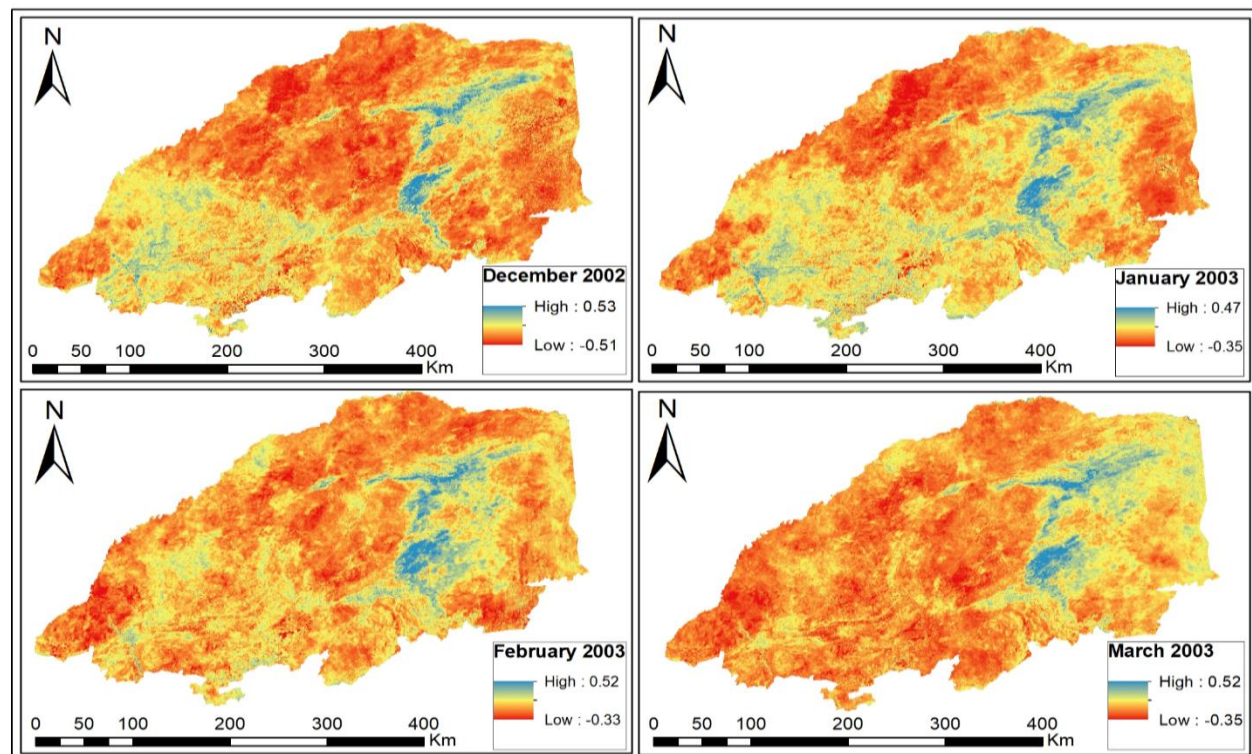 N
December 2002
High : 0.53
Low : -0.51
0 50 100 200 300 400
Km
N
January 2003
High : 0.47
Low : -0.35
0 50 100 200 300 400
Km
N
February 2003
High : 0.52
Low : -0.33
0 50 100 200 300 400
Km
N
March 2003
High : 0.52
Low : -0.35
0 50 100 200 300 400
Km